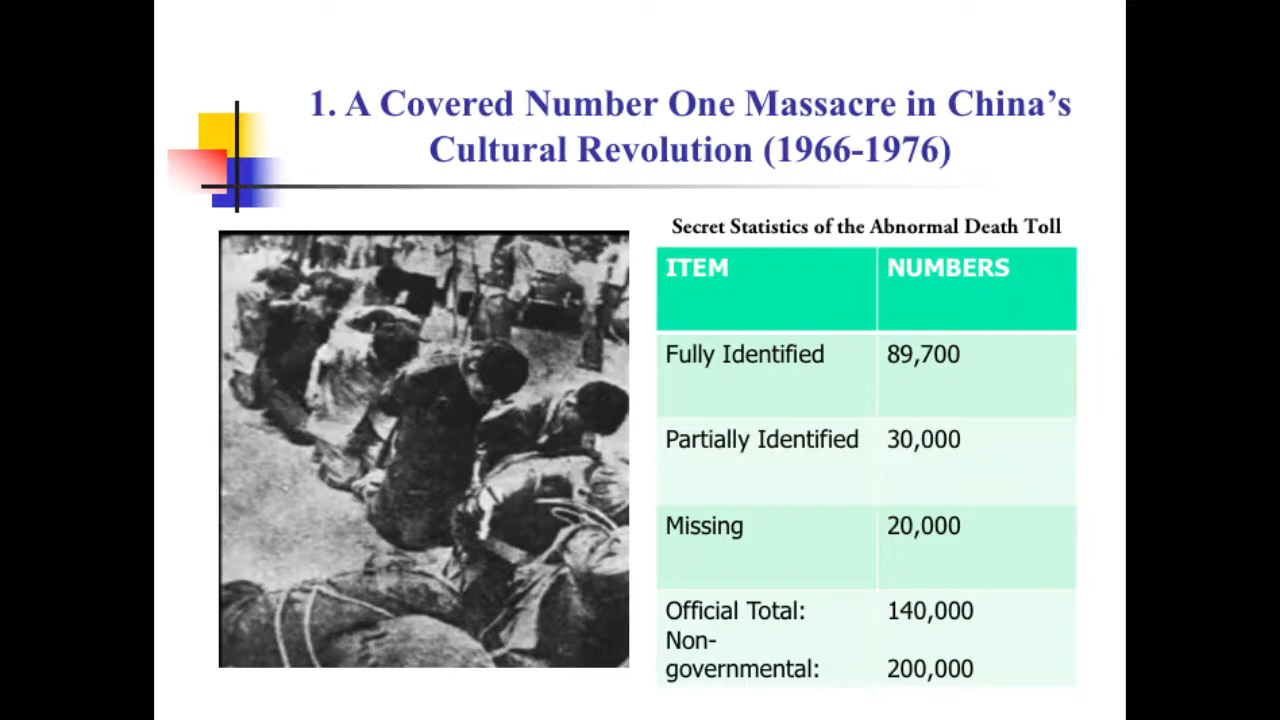 1. A Covered Number One Massacre in China’s
Cultural Revolution (1966-1976)
Secret Statistics of the Abnormal Death Toll
ITEM NUMBERS
Fully Identified 89,700
Partially Identified 30,000
Missing 20,000
Official Total: 140,000
Non-
governmental: 200,000